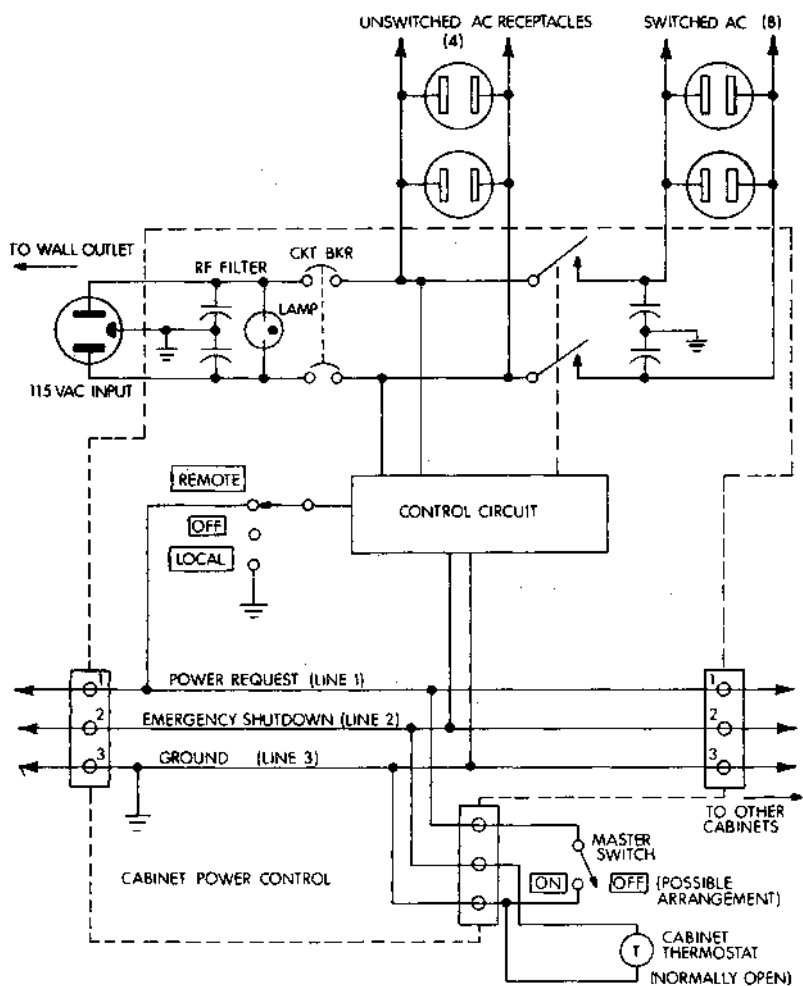 UNSWITCHED AC RECEPTACLES
(4)
SWITCHED AC (8)
TO WALL OUTLET
RF FILTER
CKT BKR
LAMP
115 VAC INPUT
REMOTE
OFF
LOCAL
CONTROL CIRCUIT
1
POWER REQUEST (LINE 1)
1
2
EMERGENCY SHUTDOWN (LINE 2)
2
3
GROUND (LINE 3)
3
TO OTHER
CABINETS
MASTER
SWITCH
CABINET POWER CONTROL
ON
OFF
(POSSIBLE
ARRANGEMENT)
T
CABINET
THERMOSTAT
(NORMALLY OPEN)